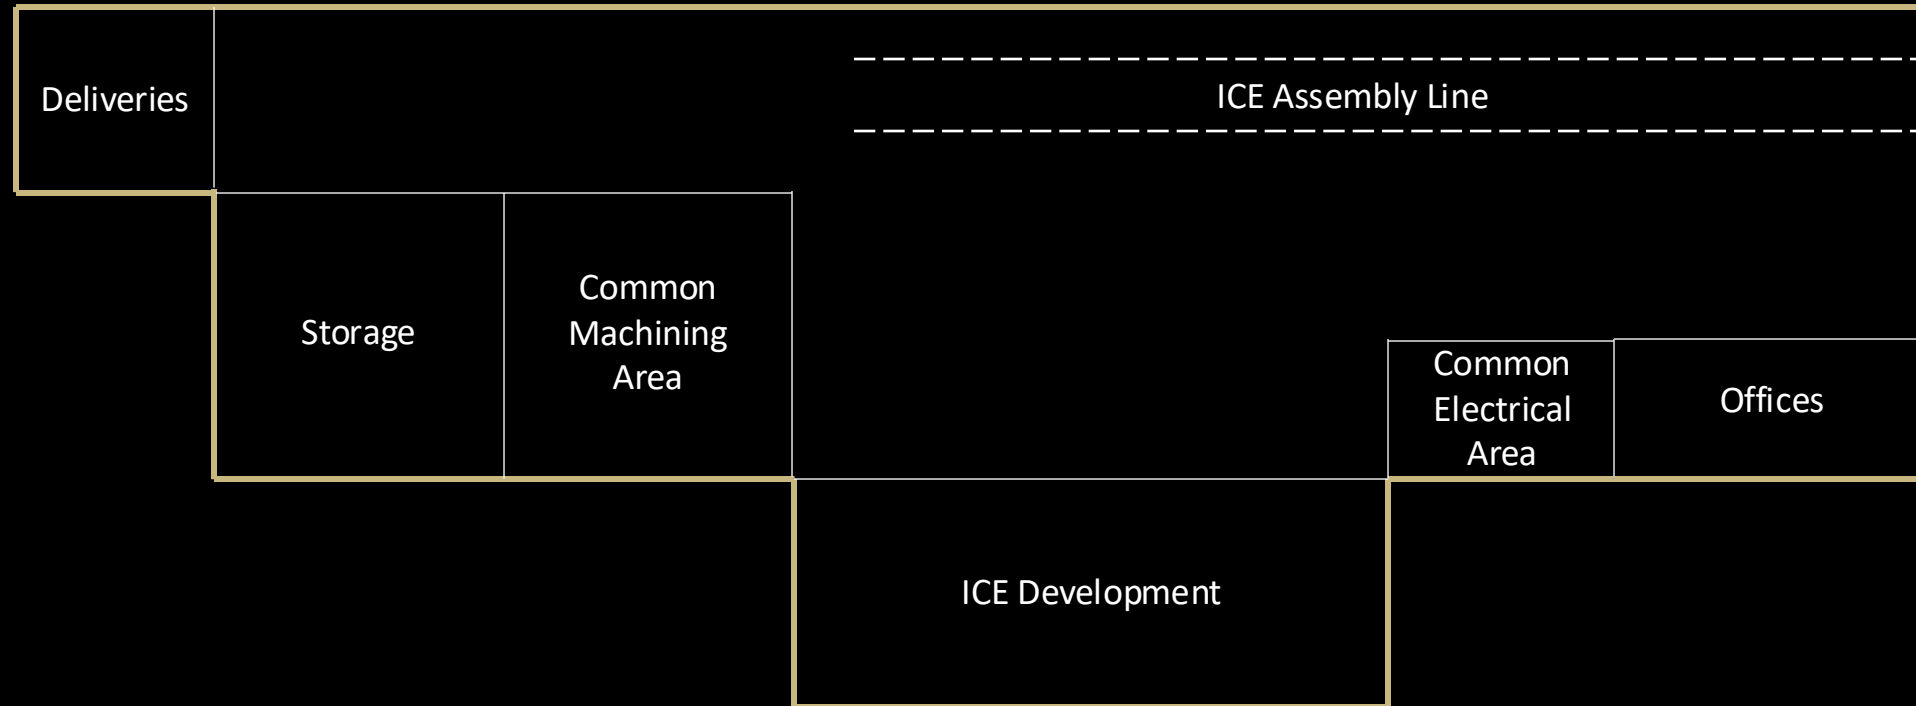 Deliveries
ICE Assembly Line
Storage
Common
Machining
Area
Common
Electrical
Area
Offices
ICE Development